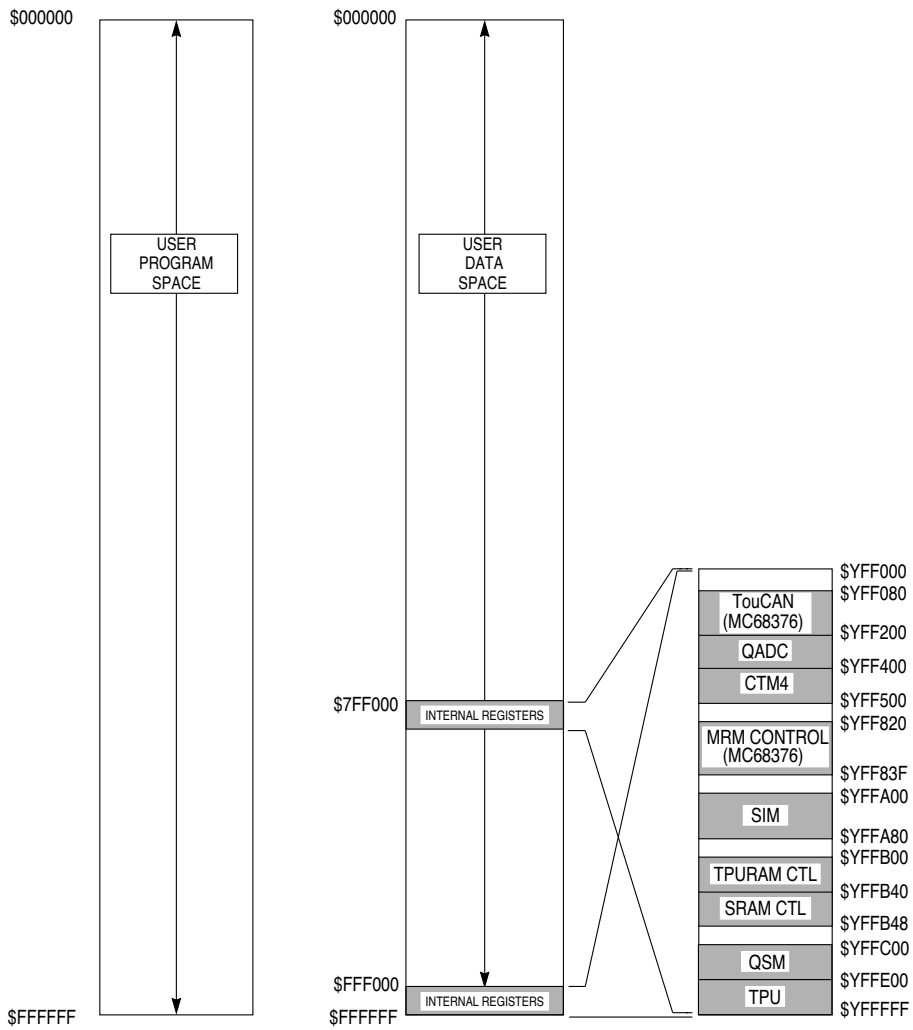 $000000
$000000
USER
PROGRAM
SPACE
USER
DATA
SPACE
$7FF000
INTERNAL REGISTERS
$FFF000
INTERNAL REGISTERS
$FFFFFF
$FFFFFF
$YFF000
$YFF080
TouCAN
(MC68376)
$YFF200
QADC
$YFF400
CTM4
$YFF500
$YFF820
MRM CONTROL
(MC68376)
$YFF83F
$YFFA00
SIM
$YFFA80
$YFFB00
TPURAM CTL
$YFFB40
SRAM CTL
$YFFB48
$YFFC00
QSM
$YFFE00
TPU
$YFFFFF